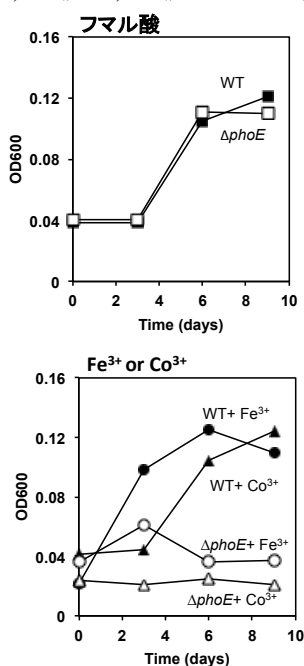 フマル酸
0.16
WT
0.12
ΔphoE
OD600
0.08
0.04
0
0 2 4 6 8 10
Time (days)
Fe³⁺ or Co³⁺
0.16
WT+ Fe³⁺
0.12
WT+ Co³⁺
OD600
0.08
ΔphoE+ Fe³⁺
0.04
ΔphoE+ Co³⁺
0
0 2 4 6 8 10
Time (days)